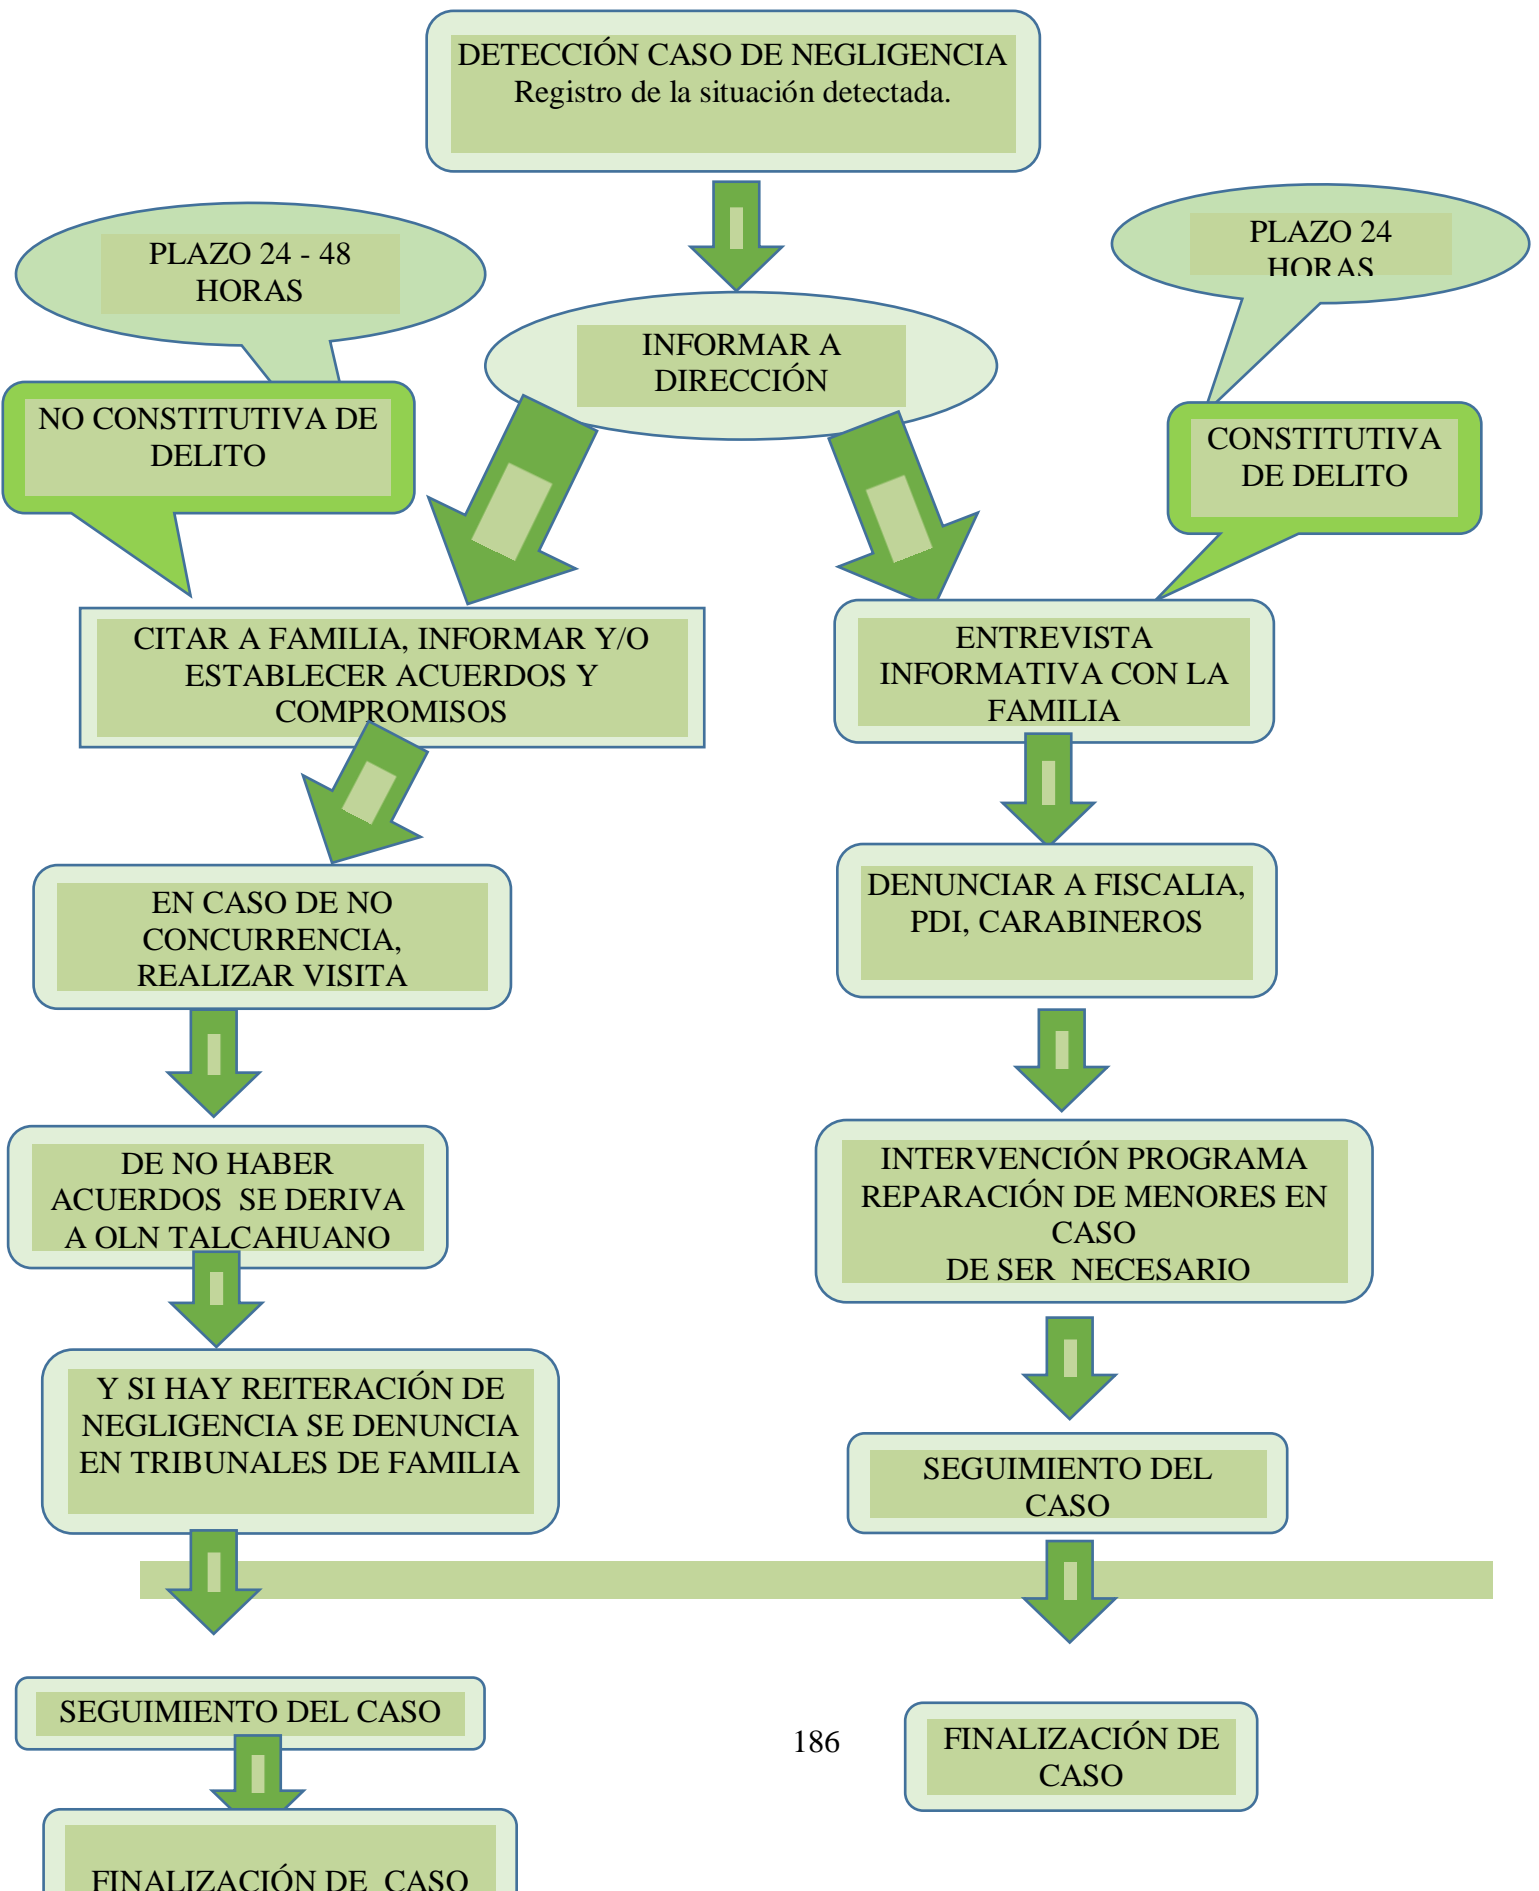 DETECCIÓN CASO DE NEGLIGENCIA
Registro de la situación detectada.
PLAZO 24 - 48
HORAS
PLAZO 24
HORAS
INFORMAR A
DIRECCIÓN
NO CONSTITUTIVA DE
DELITO
CONSTITUTIVA
DE DELITO
CITAR A FAMILIA, INFORMAR Y/O
ESTABLECER ACUERDOS Y
COMPROMISOS
ENTREVISTA
INFORMATIVA CON LA
FAMILIA
EN CASO DE NO
CONCURRENCIA,
REALIZAR VISITA
DENUNCIAR A FISCALIA,
PDI, CARABINEROS
DE NO HABER
ACUERDOS SE DERIVA
A OLN TALCAHUANO
INTERVENCIÓN PROGRAMA
REPARACIÓN DE MENORES EN
CASO
DE SER NECESARIO
Y SI HAY REITERACIÓN DE
NEGLIGENCIA SE DENUNCIA
EN TRIBUNALES DE FAMILIA
SEGUIMIENTO DEL
CASO
SEGUIMIENTO DEL CASO
186
FINALIZACIÓN DE
CASO
FINALIZACIÓN DE CASO